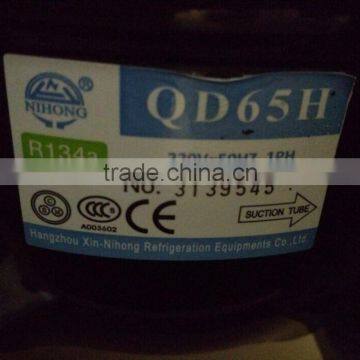 NIHONG ®
QD65H
R134a
220V-50HZ 1PH
china.trade.com
NO. 3139545
CCC
A003602
SUCTION TUBE
Hangzhou Xin-Nihong Refrigeration Equipments Co.,Ltd